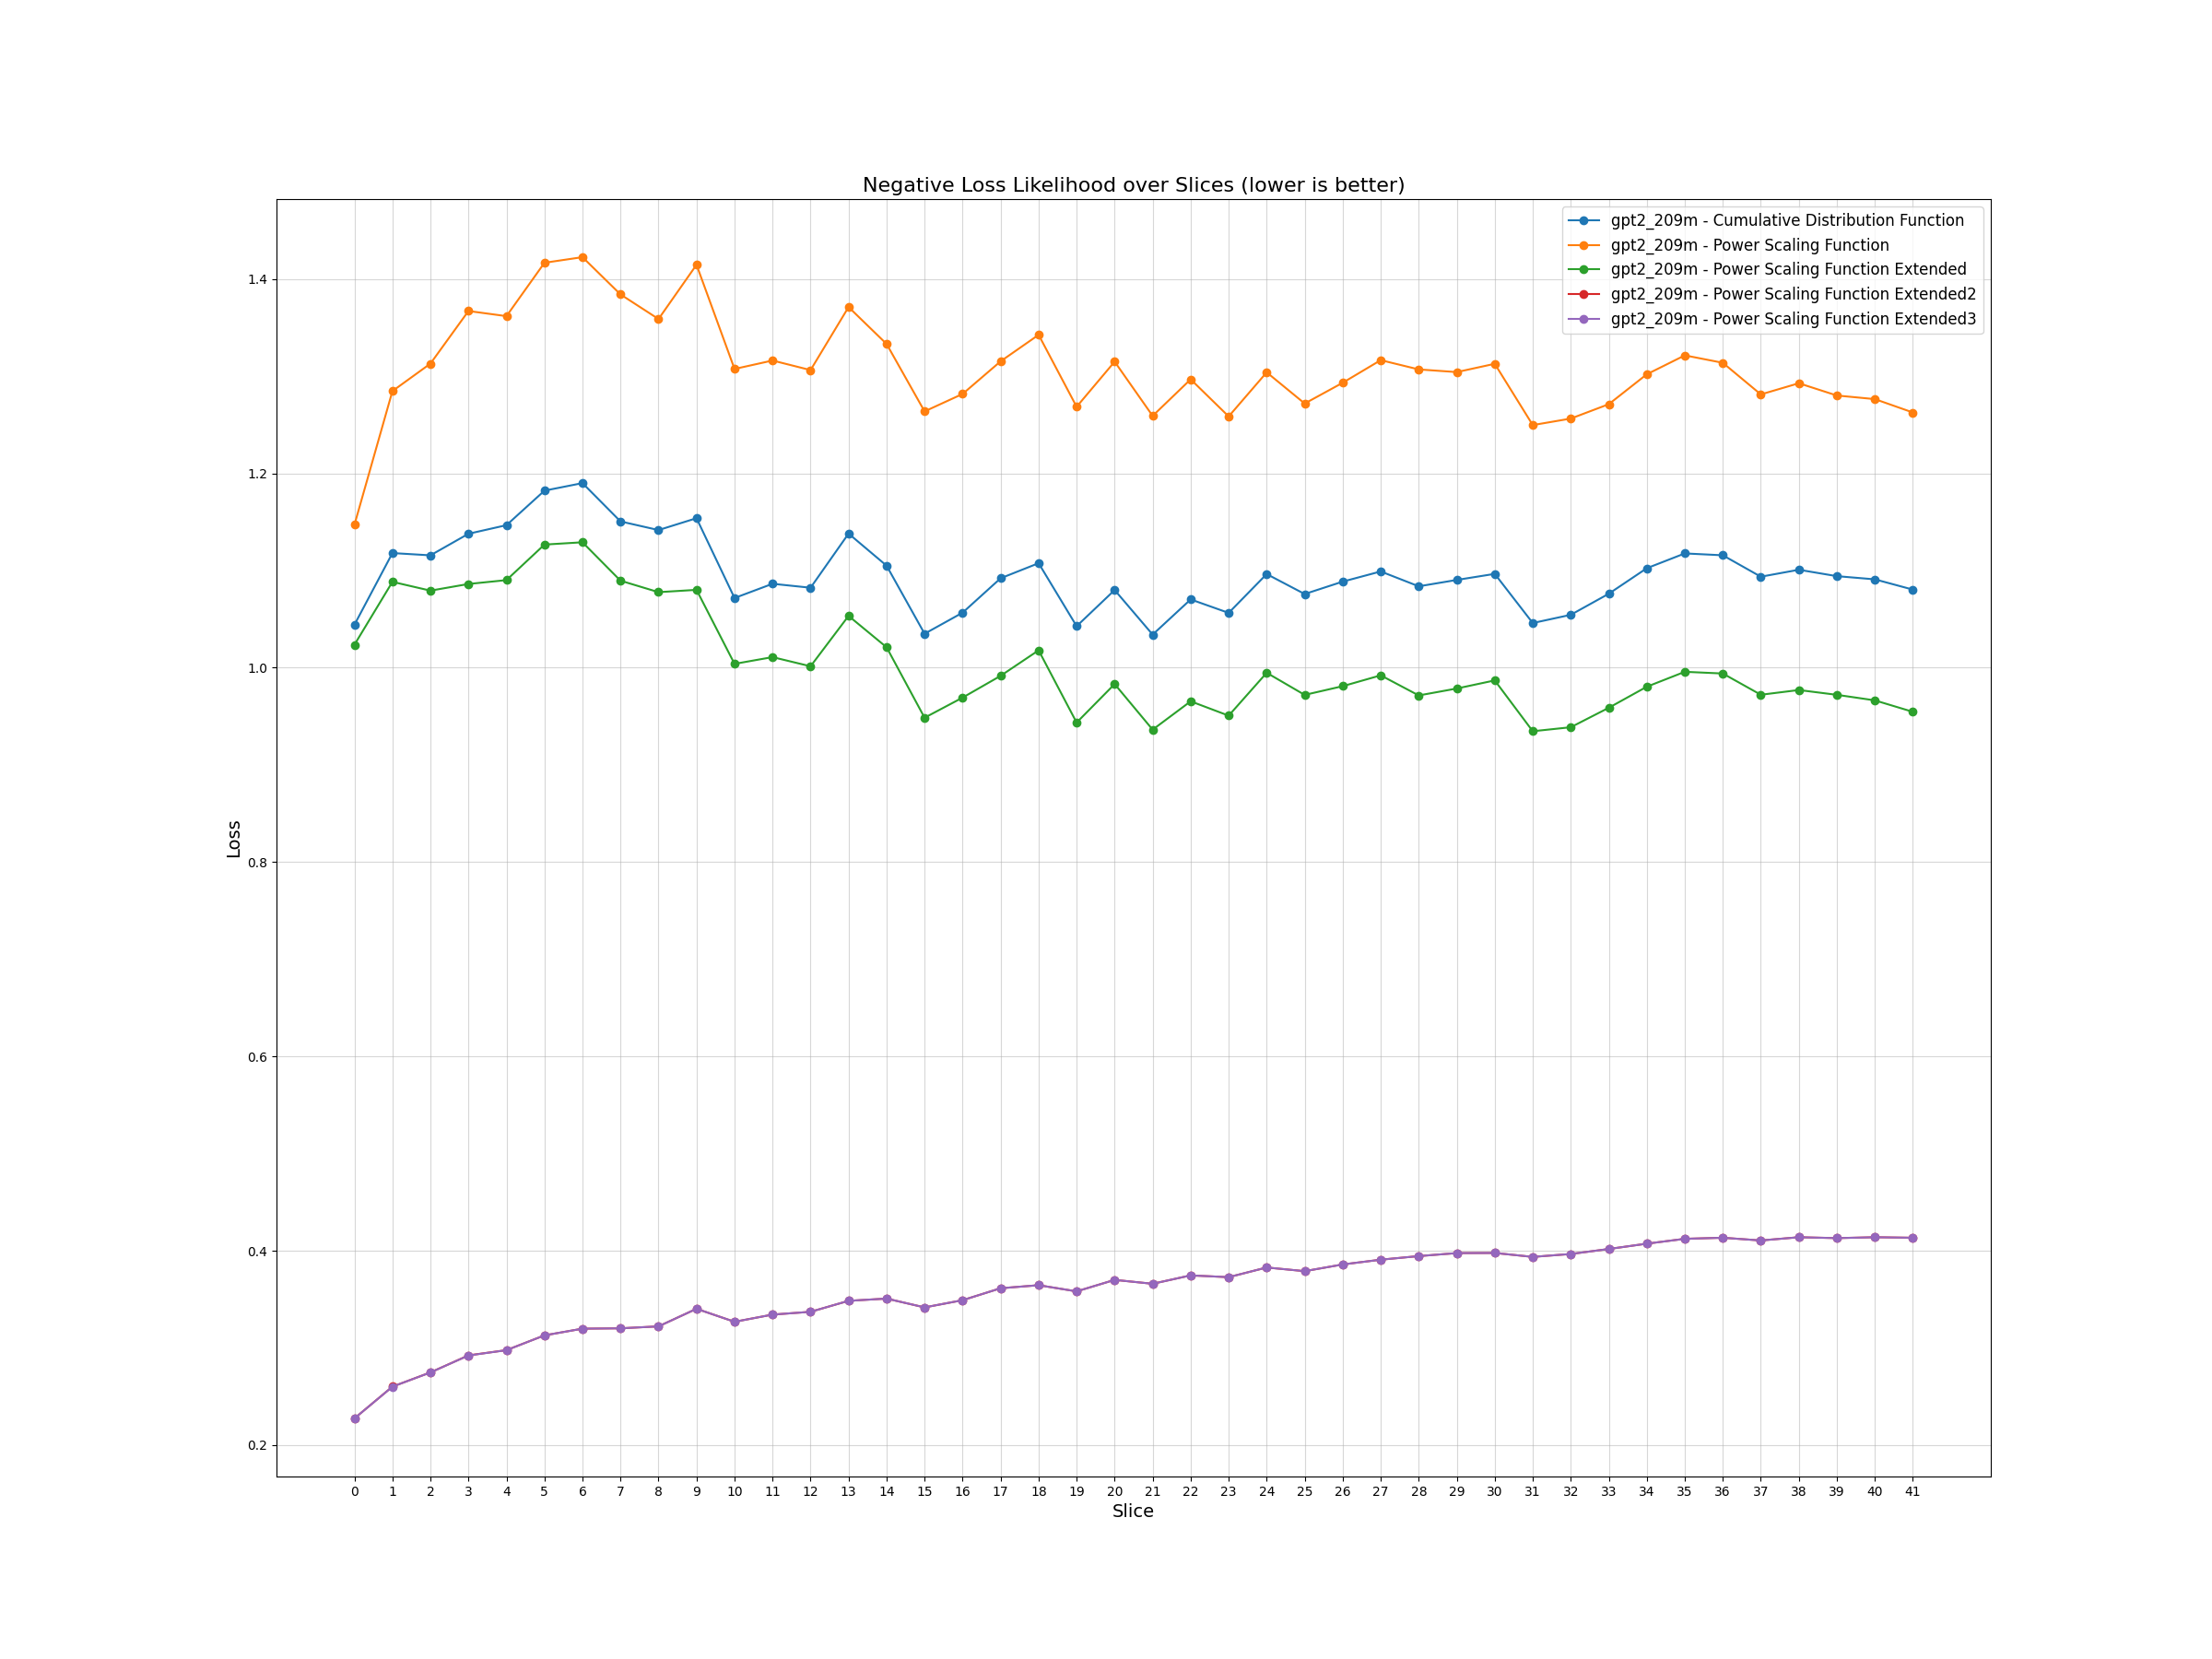 Negative Loss Likelihood over Slices (lower is better)
gpt2_209m - Cumulative Distribution Function
gpt2_209m - Power Scaling Function
gpt2_209m - Power Scaling Function Extended
gpt2_209m - Power Scaling Function Extended2
gpt2_209m - Power Scaling Function Extended3
1.4
1.2
1.0
0.8
0.6
0.4
0.2
Loss
0 1 2 3 4 5 6 7 8 9 10 11 12 13 14 15 16 17 18 19 20 21 22 23 24 25 26 27 28 29 30 31 32 33 34 35 36 37 38 39 40 41
Slice